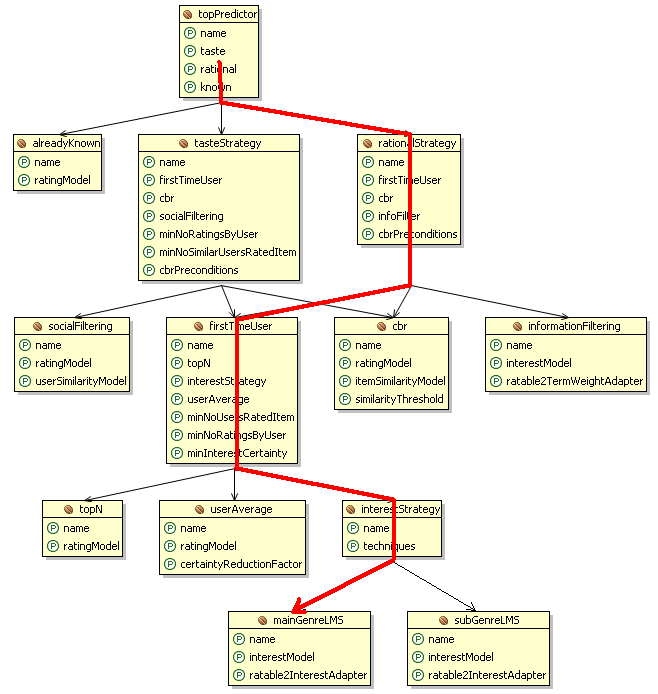 topPredictor
P name
P taste
P rational
P known
alreadyKnown
P name
P ratingModel
tasteStrategy
P name
P firstTimeUser
P cbr
P socialFiltering
P minNoRatingsByUser
P minNoSimilarUsersRatedItem
P cbrPreconditions
rationalStrategy
P name
P firstTimeUser
P cbr
P infoFilter
P cbrPreconditions
socialFiltering
P name
P ratingModel
P userSimilarityModel
firstTimeUser
P name
P topN
P interestStrategy
P userAverage
P minNoUsersRatedItem
P minNoRatingsByUser
P minInterestCertainty
cbr
P name
P ratingModel
P itemSimilarityModel
P similarityThreshold
informationFiltering
P name
P interestModel
P ratable2TermWeightAdapter
topN
P name
P ratingModel
userAverage
P name
P ratingModel
P certaintyReductionFactor
interestStrategy
P name
P techniques
mainGenreLMS
P name
P interestModel
P ratable2InterestAdapter
subGenreLMS
P name
P interestModel
P ratable2InterestAdapter